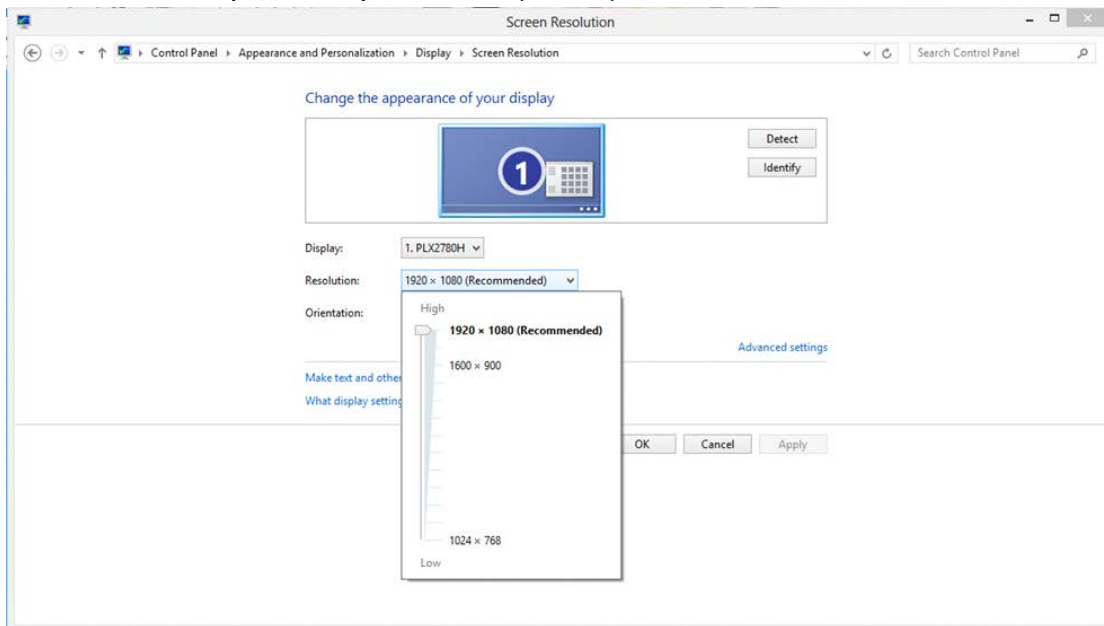 Screen Resolution
Control Panel Appearance and Personalization Display Screen Resolution Search Control Panel
Change the appearance of your display
1
Detect
Identify
Display: 1. PLX2780H
Resolution: 1920 × 1080 (Recommended)
Orientation:
High
1920 × 1080 (Recommended)
Advanced settings
1600 × 900
Make text and other
What display setting
OK Cancel Apply
1024 × 768
Low